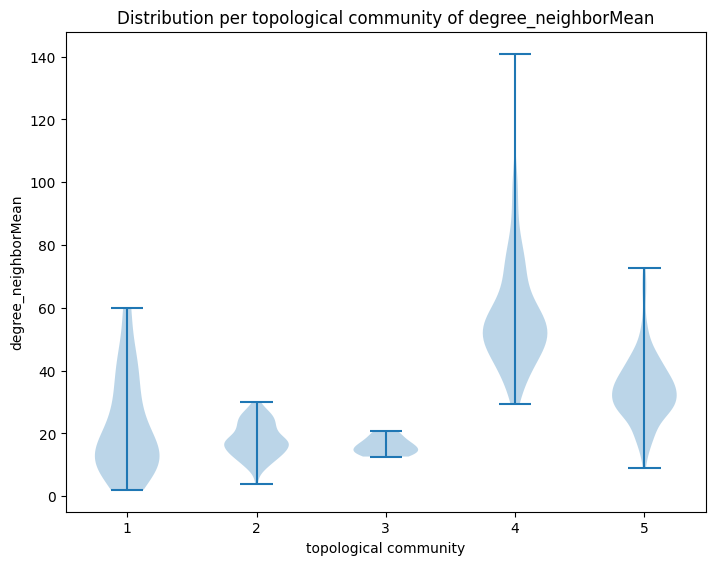 Distribution per topological community of degree_neighborMean
140
120
100
80
60
40
20
0
degree_neighborMean
1 2 3 4 5
topological community